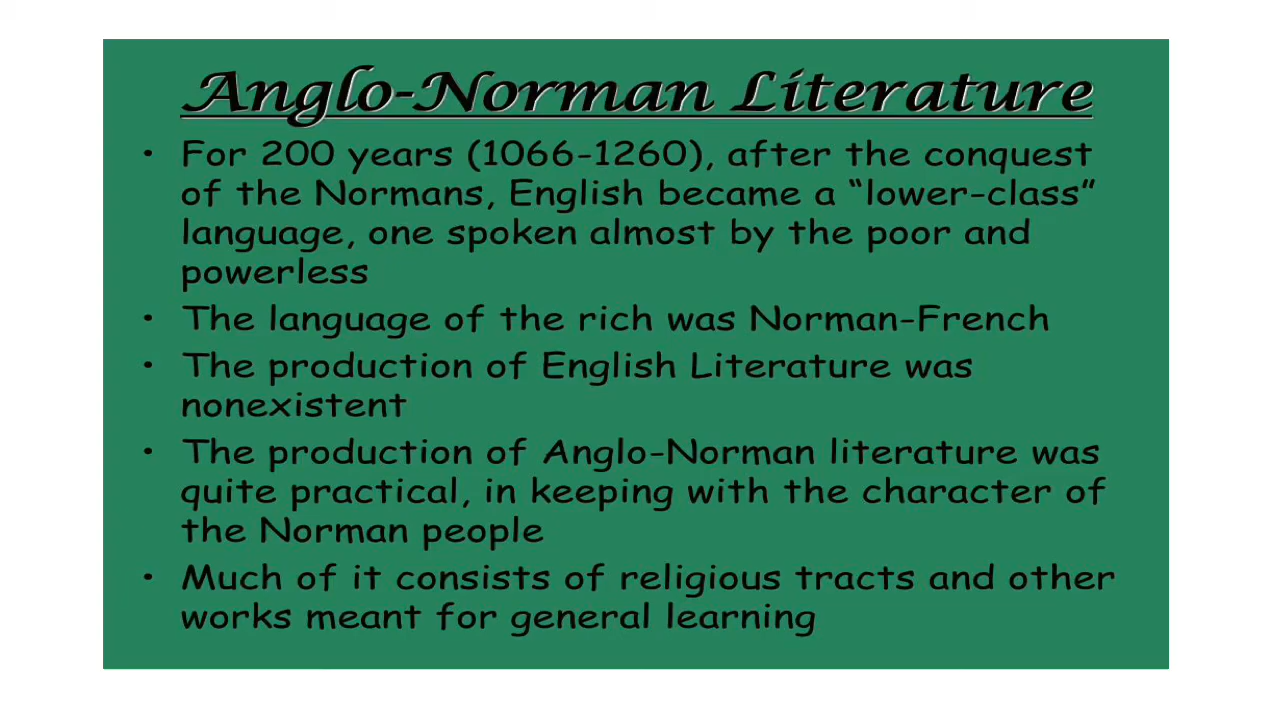 Anglo-Norman Literature
• For 200 years (1066-1260), after the conquest
of the Normans, English became a “lower-class”
language, one spoken almost by the poor and
powerless
• The language of the rich was Norman-French
• The production of English Literature was
nonexistent
• The production of Anglo-Norman literature was
quite practical, in keeping with the character of
the Norman people
• Much of it consists of religious tracts and other
works meant for general learning